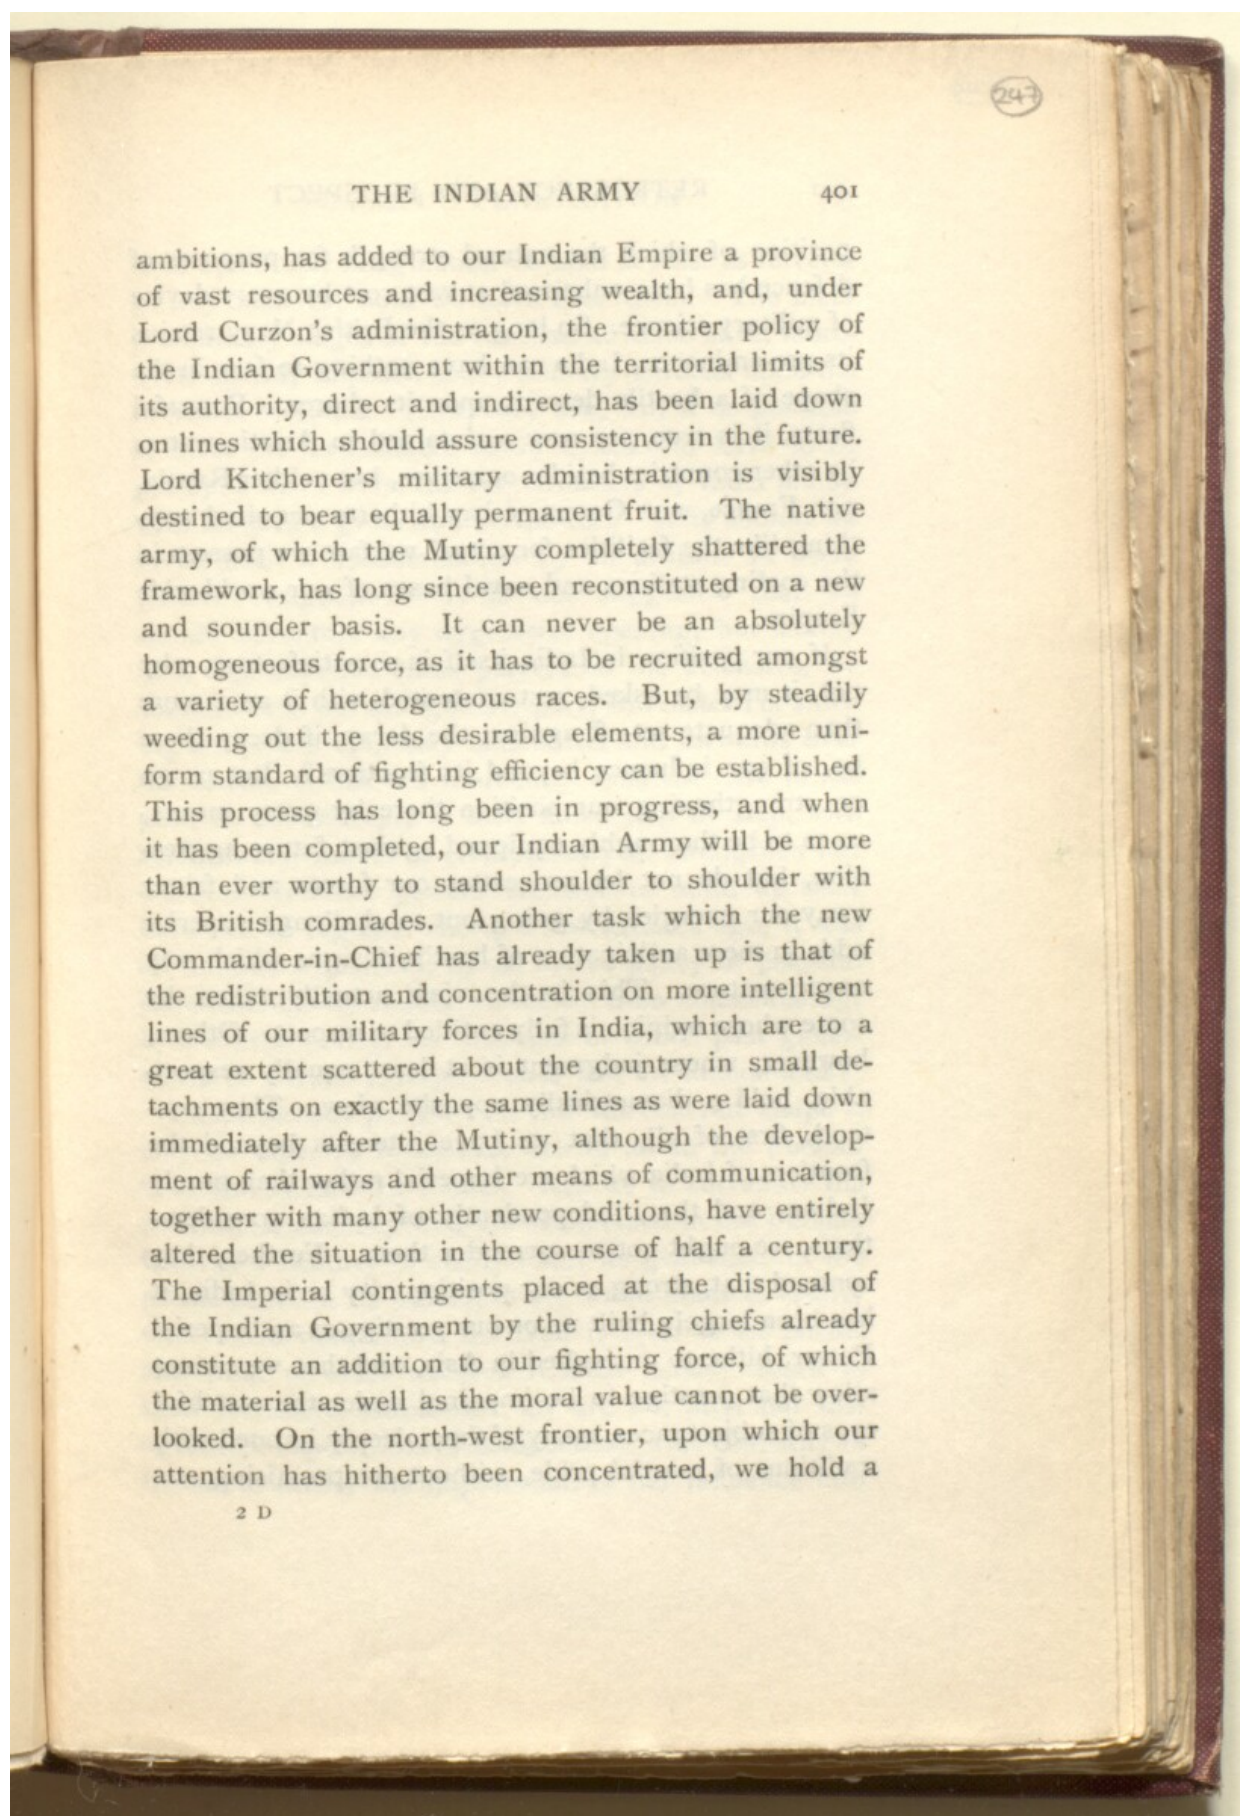 247
THE INDIAN ARMY 401
ambitions, has added to our Indian Empire a province
of vast resources and increasing wealth, and, under
Lord Curzon's administration, the frontier policy of
the Indian Government within the territorial limits of
its authority, direct and indirect, has been laid down
on lines which should assure consistency in the future.
Lord Kitchener's military administration is visibly
destined to bear equally permanent fruit. The native
army, of which the Mutiny completely shattered the
framework, has long since been reconstituted on a new
and sounder basis. It can never be an absolutely
homogeneous force, as it has to be recruited amongst
a variety of heterogeneous races. But, by steadily
weeding out the less desirable elements, a more uni-
form standard of fighting efficiency can be established.
This process has long been in progress, and when
it has been completed, our Indian Army will be more
than ever worthy to stand shoulder to shoulder with
its British comrades. Another task which the new
Commander-in-Chief has already taken up is that of
the redistribution and concentration on more intelligent
lines of our military forces in India, which are to a
great extent scattered about the country in small de-
tachments on exactly the same lines as were laid down
immediately after the Mutiny, although the develop-
ment of railways and other means of communication,
together with many other new conditions, have entirely
altered the situation in the course of half a century.
The Imperial contingents placed at the disposal of
the Indian Government by the ruling chiefs already
constitute an addition to our fighting force, of which
the material as well as the moral value cannot be over-
looked. On the north-west frontier, upon which our
attention has hitherto been concentrated, we hold a
2 D